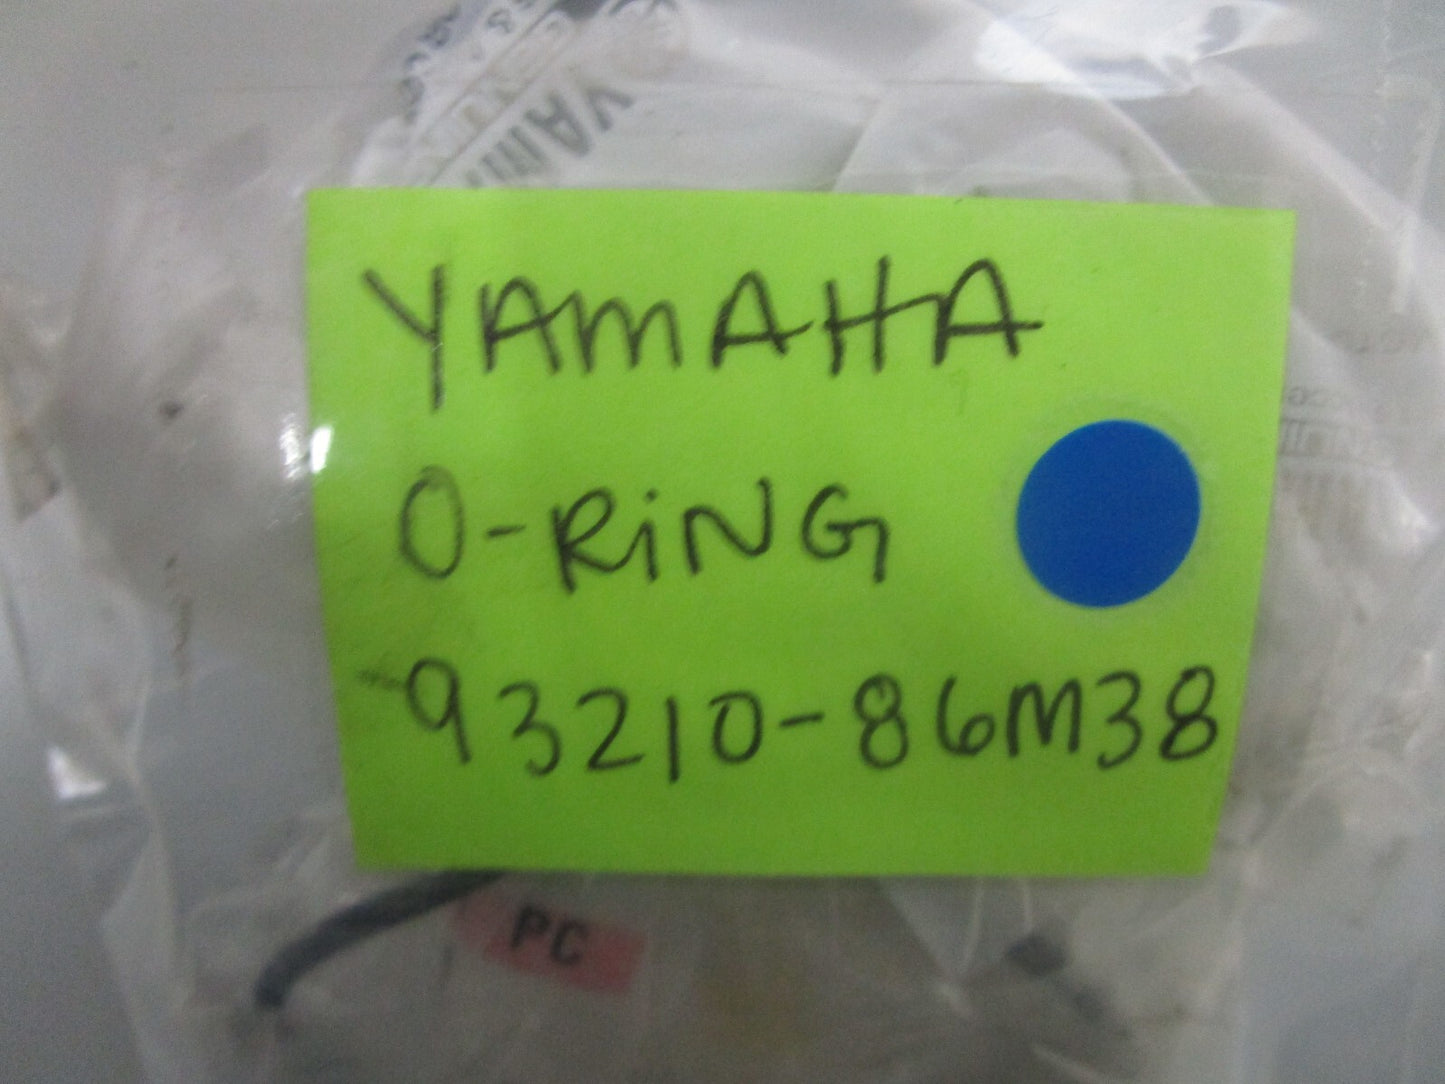 YAMAHA
O-RiNG
93210-86M38
PC